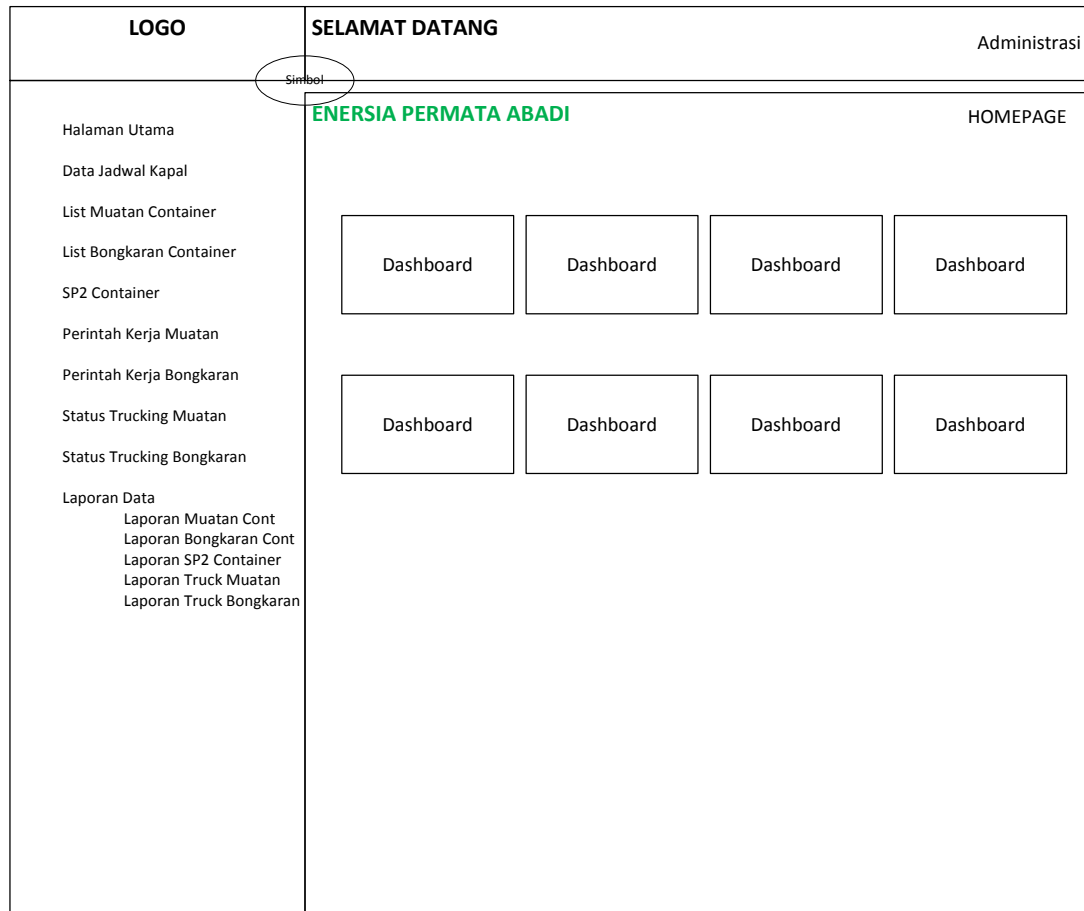 LOGO
SELAMAT DATANG
Administrasi
Simbol
ENERSIA PERMATA ABADI
HOMEPAGE
Halaman Utama
Data Jadwal Kapal
List Muatan Container
List Bongkaran Container
SP2 Container
Perintah Kerja Muatan
Perintah Kerja Bongkaran
Status Trucking Muatan
Status Trucking Bongkaran
Laporan Data
Laporan Muatan Cont
Laporan Bongkaran Cont
Laporan SP2 Container
Laporan Truck Muatan
Laporan Truck Bongkaran
Dashboard Dashboard Dashboard Dashboard
Dashboard Dashboard Dashboard Dashboard